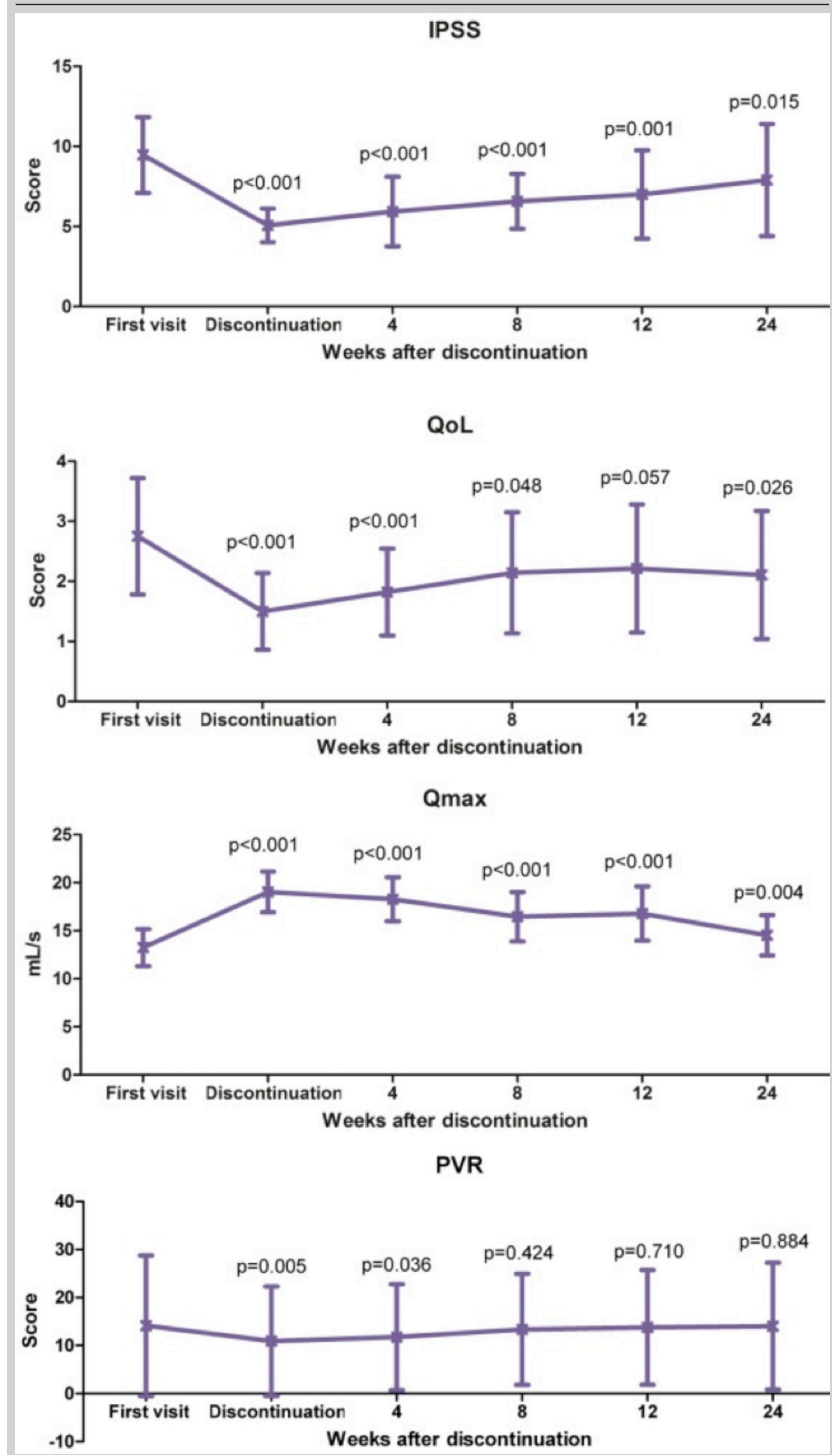 IPSS
15
10
5
0
Score
p<0.001
p<0.001
p<0.001
p=0.001
p=0.015
First visit Discontinuation 4 8 12 24
Weeks after discontinuation
QoL
4
3
2
1
0
Score
p<0.001
p<0.001
p=0.048
p=0.057
p=0.026
First visit Discontinuation 4 8 12 24
Weeks after discontinuation
Qmax
25
20
15
10
5
0
mL/s
p<0.001
p<0.001
p<0.001
p<0.001
p=0.004
First visit Discontinuation 4 8 12 24
Weeks after discontinuation
PVR
40
30
20
10
0
-10
Score
p=0.005
p=0.036
p=0.424
p=0.710
p=0.884
First visit Discontinuation 4 8 12 24
Weeks after discontinuation